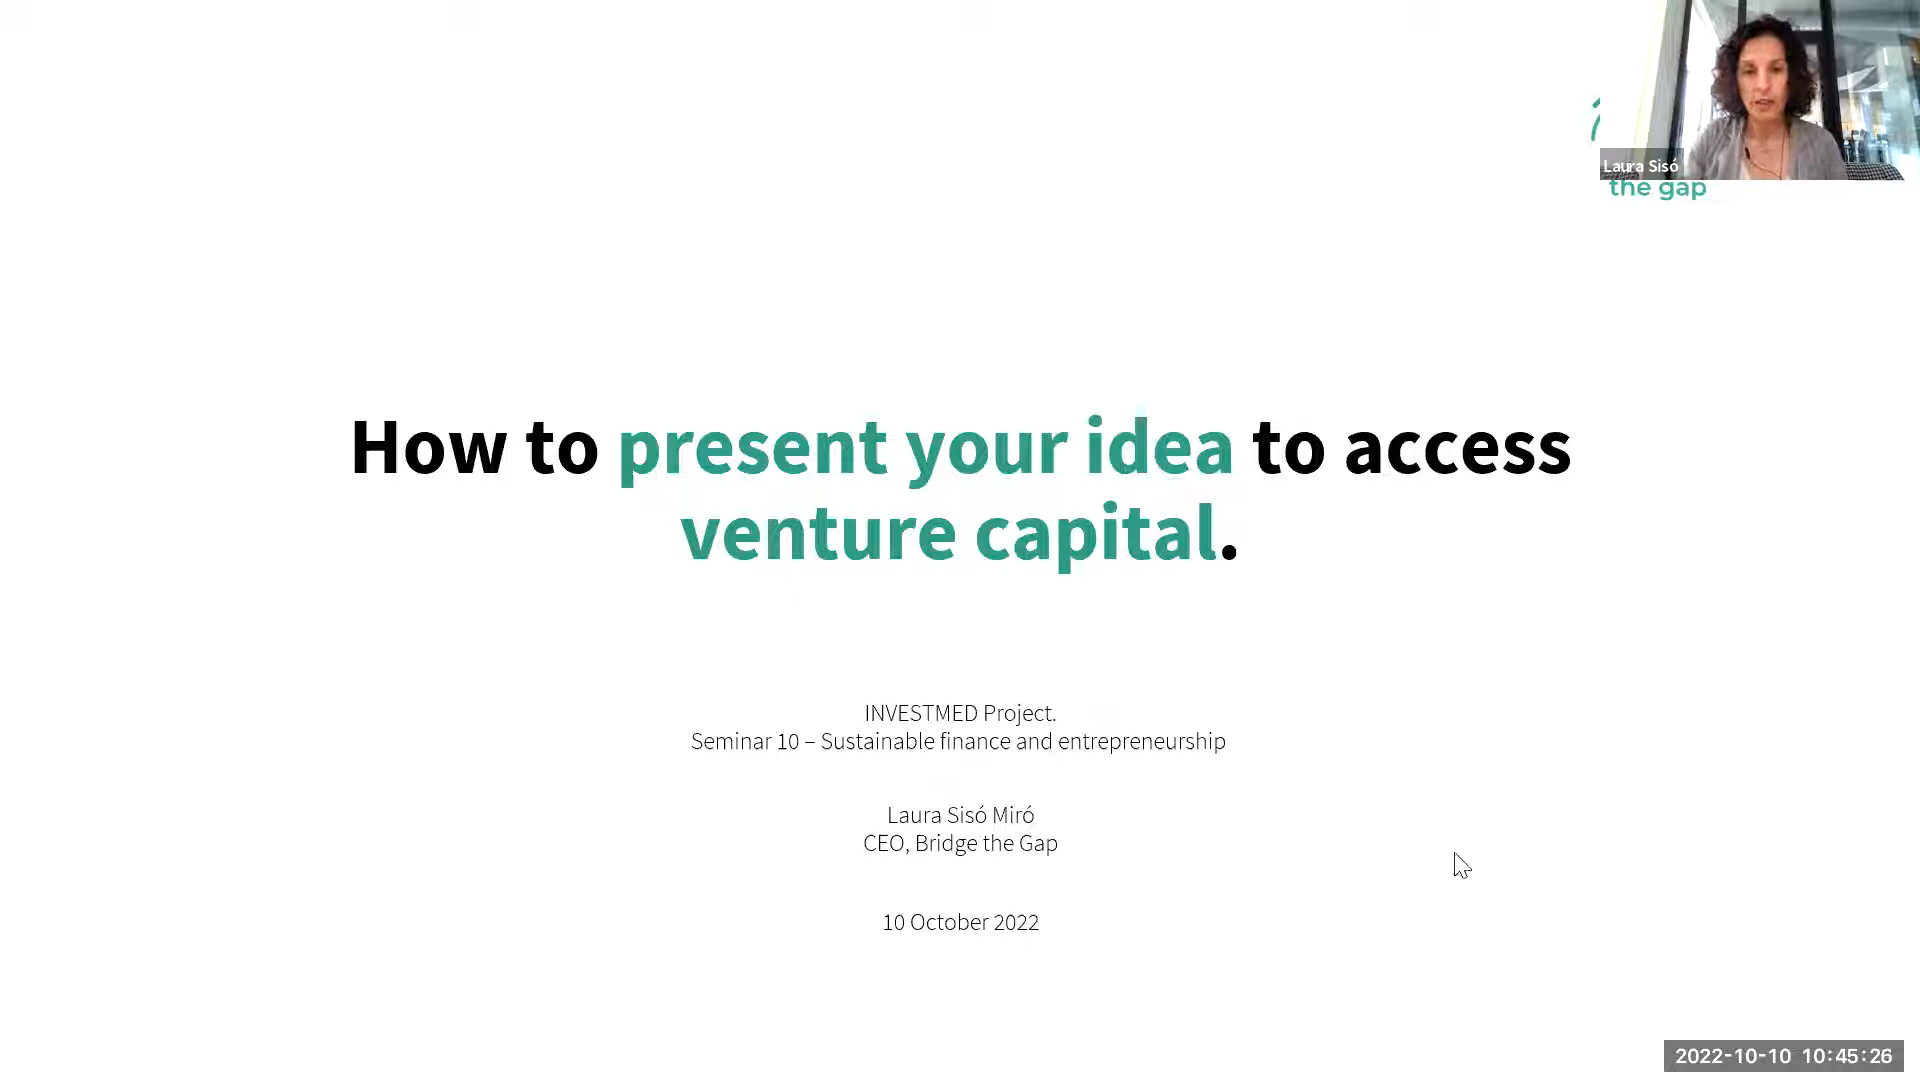 Laura Sisó
the gap
How to present your idea to access
venture capital.
INVESTMED Project.
Seminar 10 – Sustainable finance and entrepreneurship
Laura Sisó Miró
CEO, Bridge the Gap
10 October 2022
2022-10-10 10:45:26